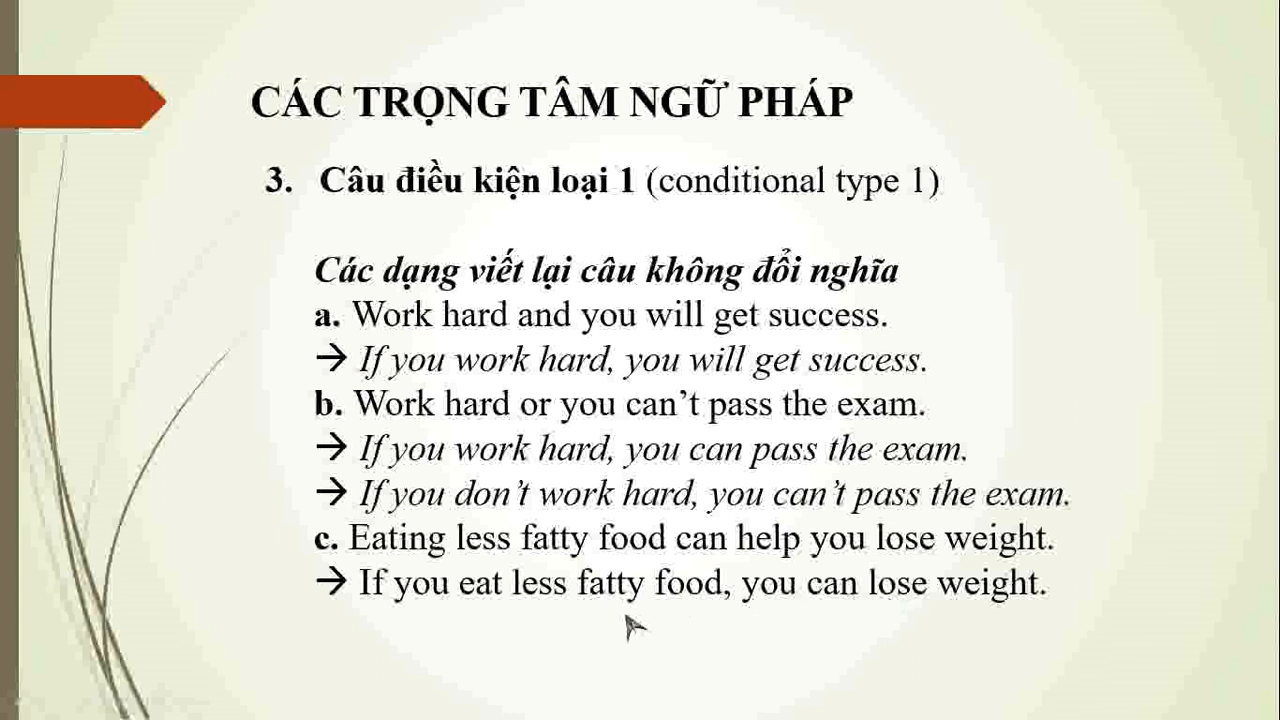 CÁC TRỌNG TÂM NGỮ PHÁP
3. Câu điều kiện loại 1 (conditional type 1)
Các dạng viết lại câu không đổi nghĩa
a. Work hard and you will get success.
→ If you work hard, you will get success.
b. Work hard or you can’t pass the exam.
→ If you work hard, you can pass the exam.
→ If you don’t work hard, you can’t pass the exam.
c. Eating less fatty food can help you lose weight.
→ If you eat less fatty food, you can lose weight.